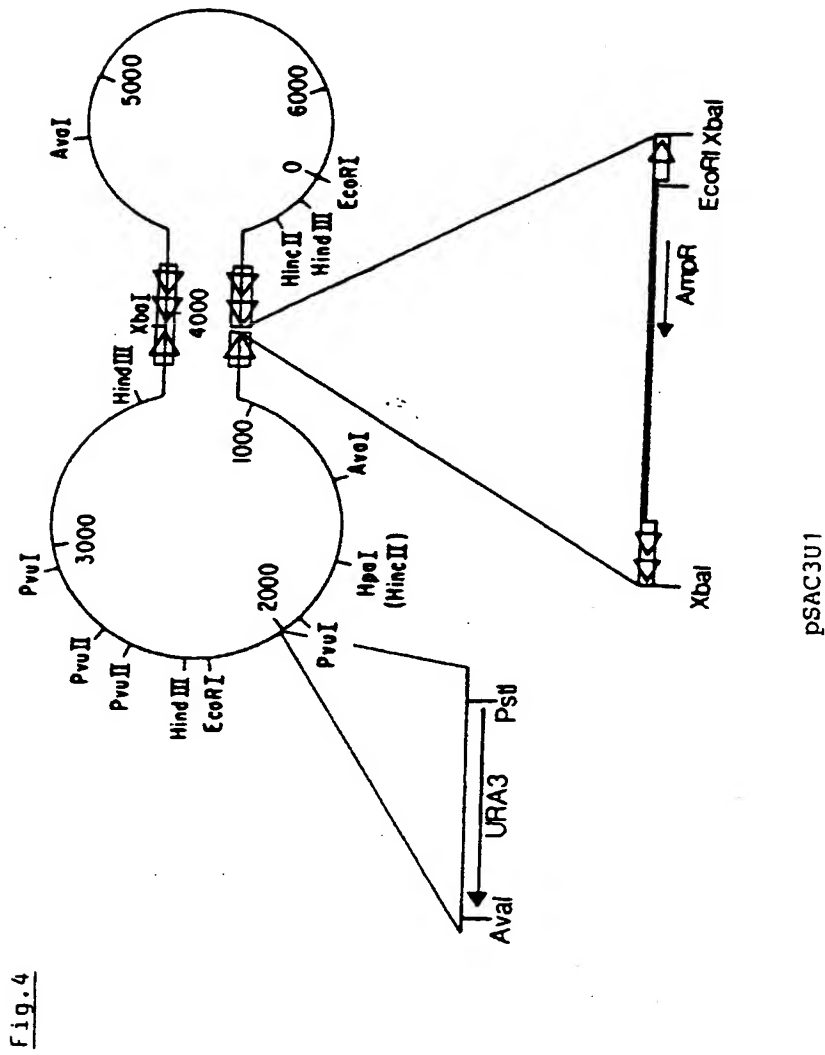 Fig.4
PvuI
AvaI
3000
PvuII
PvuII
HindIII
5000
XbaI
HindIII
4000
EcoRI
1000
2000
HincII
0
6000
HindIII
PvuI
EcoRI
AvaI
HpaI
(HincII)
URA3
AvaI
PstI
AmpR
XbaI
EcoRI XbaI
pSAC3U1